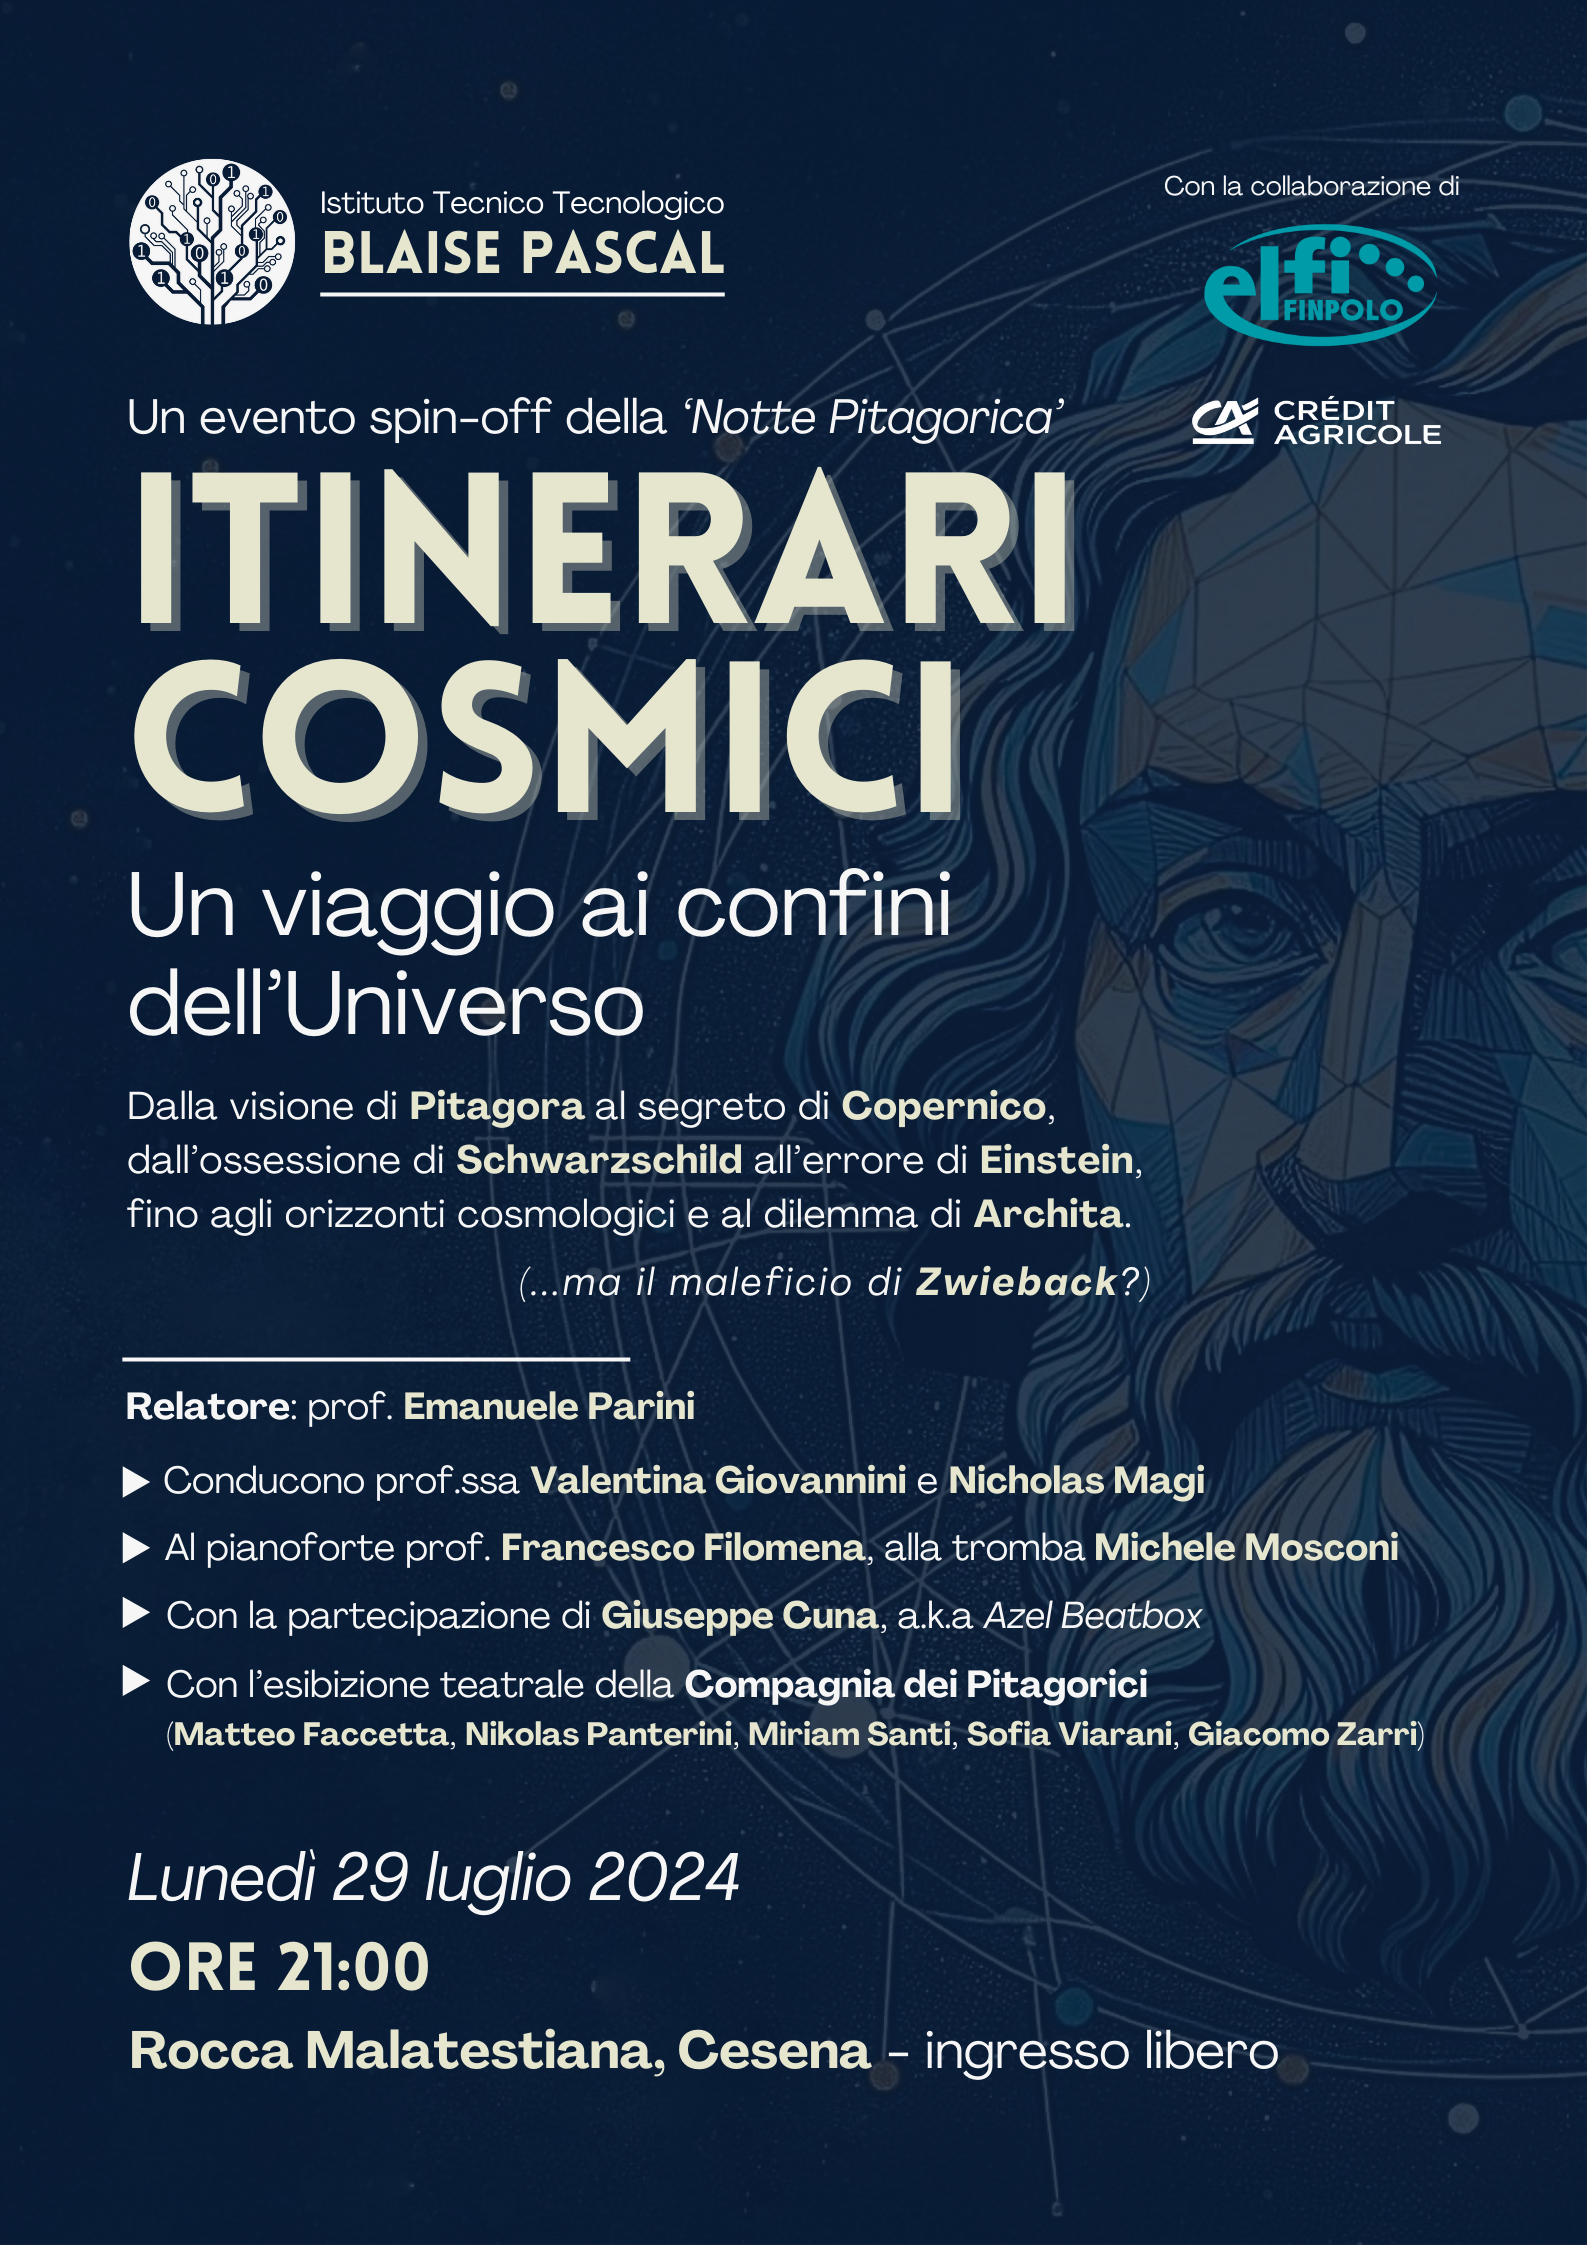 Istituto Tecnico Tecnologico
BLAISE PASCAL
Con la collaborazione di
elfi
FINPOLO
CRÉDIT
AGRICOLE
Un evento spin-off della ‘Notte Pitagorica’
ITINERARI
COSMICI
Un viaggio ai confini
dell’Universo
Dalla visione di Pitagora al segreto di Copernico,
dall’ossessione di Schwarzschild all’errore di Einstein,
fino agli orizzonti cosmologici e al dilemma di Archita.
(...ma il maleficio di Zwieback?)
Relatore: prof. Emanuele Parini
▶ Conducono prof.ssa Valentina Giovannini e Nicholas Magi
▶ Al pianoforte prof. Francesco Filomena, alla tromba Michele Mosconi
▶ Con la partecipazione di Giuseppe Cuna, a.k.a Azel Beatbox
▶ Con l’esibizione teatrale della Compagnia dei Pitagorici
(Matteo Faccetta, Nikolas Panterini, Miriam Santi, Sofia Viarani, Giacomo Zarri)
Lunedì 29 luglio 2024
ORE 21:00
Rocca Malatestiana, Cesena - ingresso libero